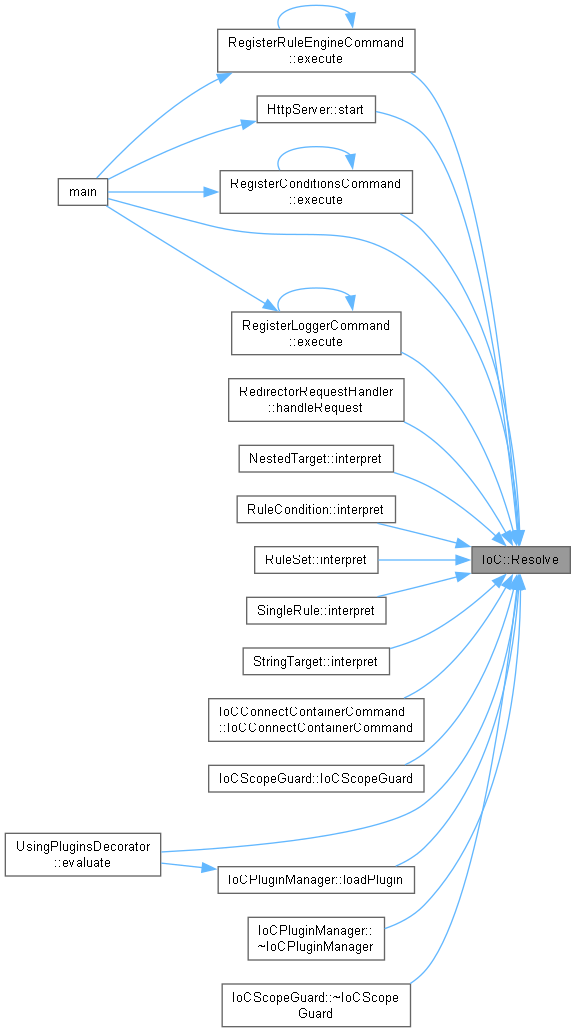 RegisterRuleEngineCommand
::execute
HttpServer::start
RegisterConditionsCommand
::execute
main
RegisterLoggerCommand
::execute
RedirectorRequestHandler
::handleRequest
NestedTarget::interpret
RuleCondition::interpret
RuleSet::interpret
IoC::Resolve
SingleRule::interpret
StringTarget::interpret
IoCConnectContainerCommand
::IoCConnectContainerCommand
IoCScopeGuard::IoCScopeGuard
UsingPluginsDecorator
::evaluate
IoCPluginManager::loadPlugin
IoCPluginManager::
~IoCPluginManager
IoCScopeGuard::~IoCScope
Guard